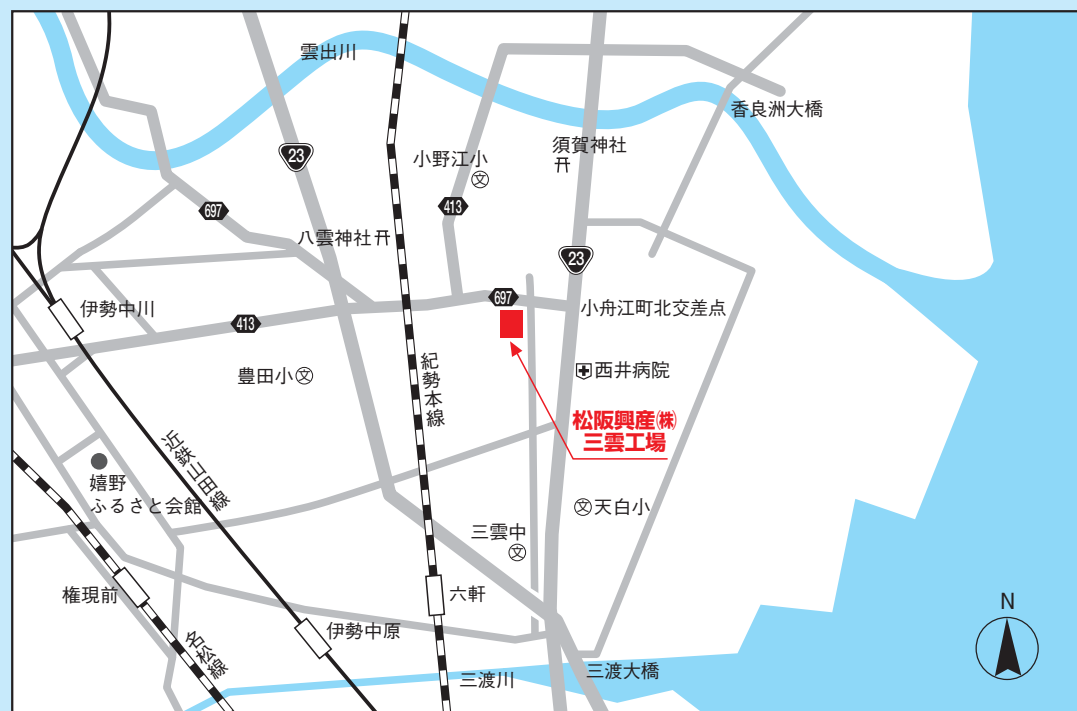 雲出川
香良洲大橋
須賀神社
23
小野江小
文
697
413
八雲神社
23
697
小舟江町北交差点
伊勢中川
413
紀勢本線
西井病院
豊田小文
松阪興産㈱
三雲工場
近鉄山田線
嬉野
ふるさと会館
文天白小
三雲中
文
権現前
六軒
N
伊勢中原
名松線
三渡大橋
三渡川